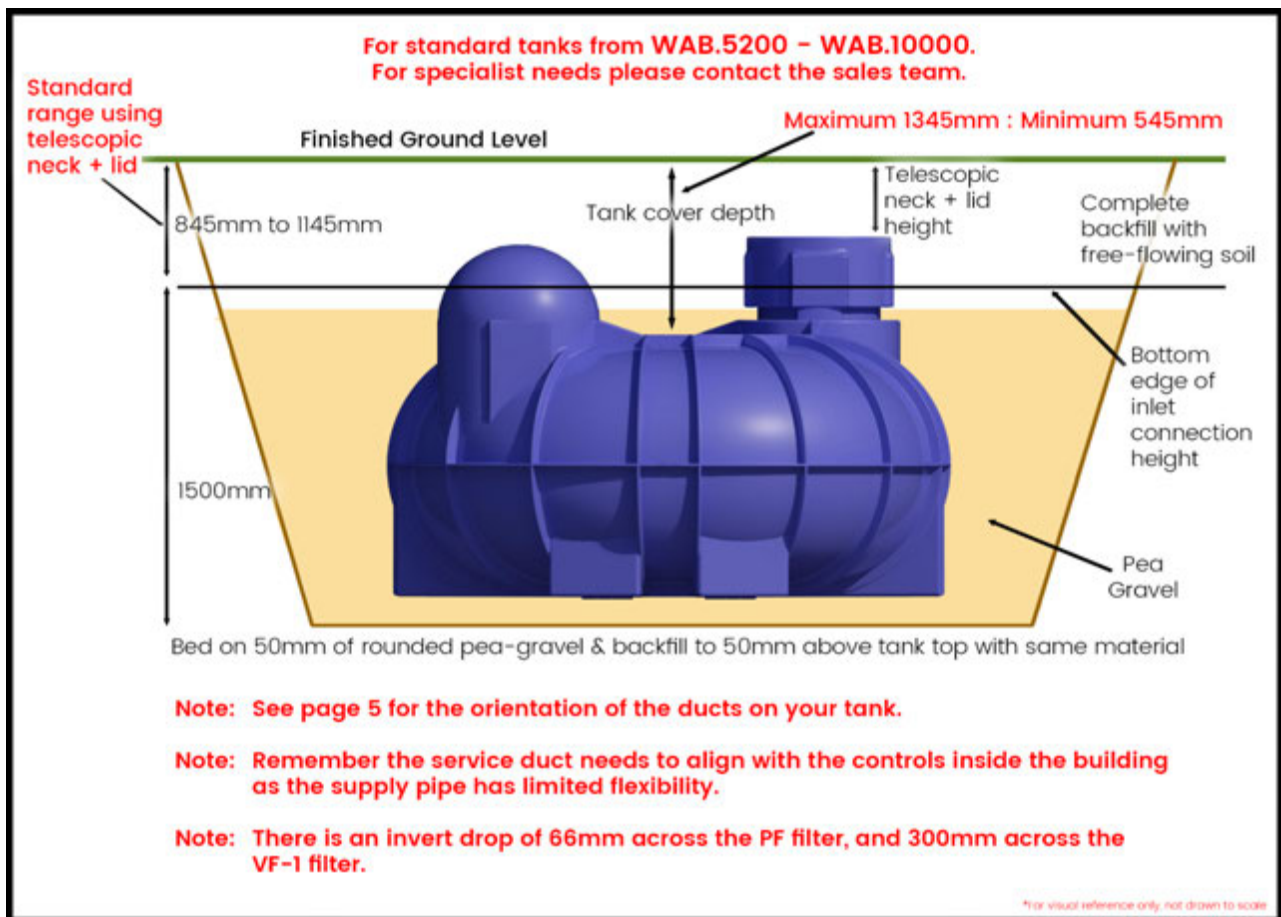 For standard tanks from WAB.5200 - WAB.10000.
For specialist needs please contact the sales team.
Standard
range using
telescopic
neck + lid
Finished Ground Level
Maximum 1345mm : Minimum 545mm
845mm to 1145mm
Tank cover depth
Telescopic
neck + lid
height
Complete
backfill with
free-flowing soil
Bottom
edge of
inlet
connection
height
1500mm
Pea
Gravel
Bed on 50mm of rounded pea-gravel & backfill to 50mm above tank top with same material
Note: See page 5 for the orientation of the ducts on your tank.
Note: Remember the service duct needs to align with the controls inside the building
as the supply pipe has limited flexibility.
Note: There is an invert drop of 66mm across the PF filter, and 300mm across the
VF-1 filter.
*For visual reference only, not drawn to scale